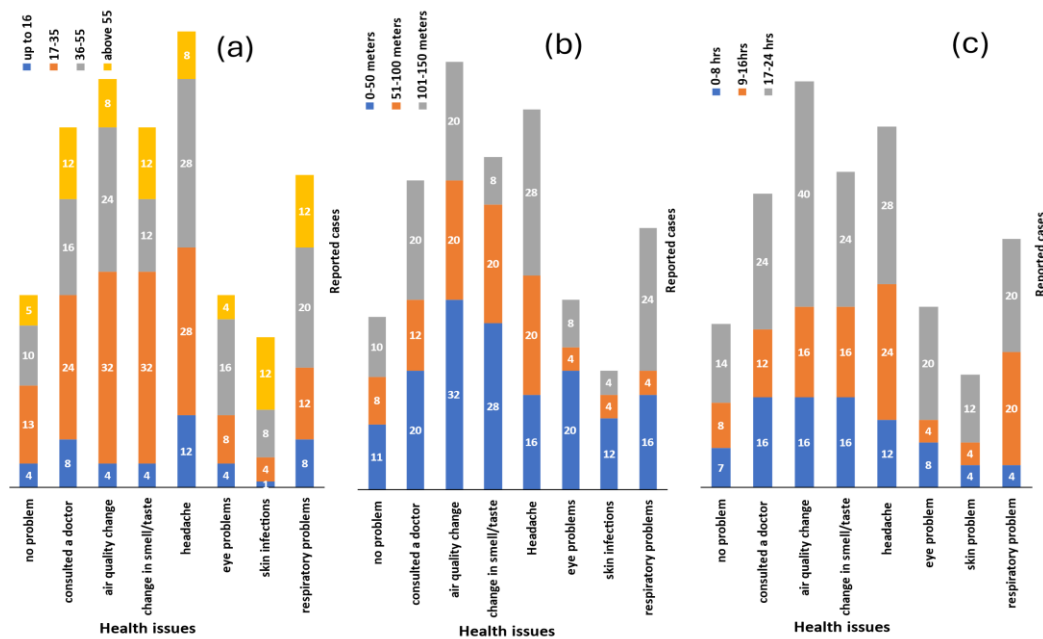 (a)
up to 16
17-35
36-55
above 55
5
10
13
4
12
16
24
8
8
24
32
4
12
12
32
4
8
28
28
12
4
16
8
4
12
8
4
12
20
12
8
no problem
consulted a doctor
air quality change
change in smell/taste
headache
eye problems
skin infections
respiratory problems
Health issues
Reported cases
(b)
0-50 meters
51-100 meters
101-150 meters
10
8
11
20
12
20
20
20
32
8
20
28
28
20
16
8
4
20
4
4
12
24
4
16
no problem
consulted a doctor
air quality change
change in smell/taste
Headache
eye problems
skin infections
respiratory problems
Health issues
Reported cases
(c)
0-8 hrs
9-16hrs
17-24 hrs
14
8
7
24
12
16
40
16
16
24
16
16
28
24
12
20
4
8
12
4
4
20
20
4
no problem
consulted a doctor
air quality change
change in smell/taste
headache
eye problem
skin problem
respiratory problem
Health issues
Reported cases